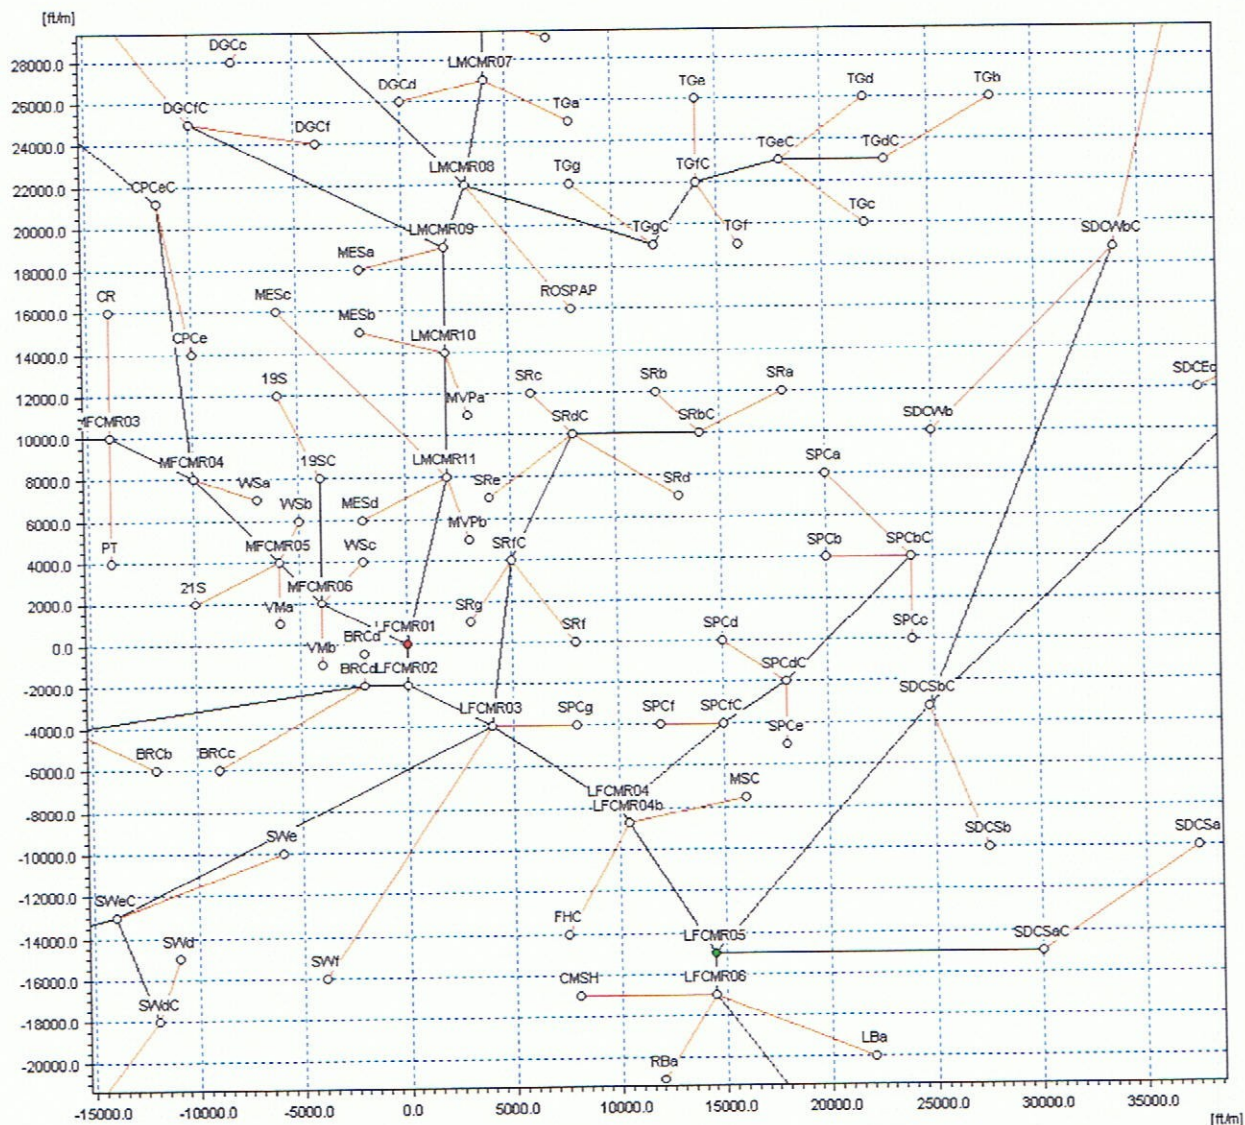 [ft/m]
DGCc
28000.0
LMCMR07
DGCd
TGe
TGd
TGb
26000.0
DGCfC
TGa
DGCf
24000.0
TGeC
TGdC
LMCMR08
TGg
TGfC
22000.0
CPCeC
TGc
20000.0
LMCMR09
TGgC
TGf
SDCWbC
MESa
18000.0
CR
MESc
ROSPAP
16000.0
MESb
LMCMR10
CPCe
14000.0
19S
SRc
SRb
SRa
SDCEc
12000.0
MVPa
SRdC
SRbC
SDCWb
MFCMR03
10000.0
MFCMR04
19SC
LMCMR11
SPCa
8000.0
WSa
SRe
SRd
WSb
MESd
6000.0
MVPb
PT
MFCMR05
WSc
SRfC
SPCb
SPCbC
4000.0
21S
MFCMR06
2000.0
VMa
SRg
SRf
SPCd
SPCc
LFCMR01
BRCd
0.0
VMb
BRCd
LFCMR02
SPCdC
SDCSbC
-2000.0
LFCMR03
SPCg
SPCf
SPCfC
SPCe
-4000.0
BRCb
BRCc
-6000.0
LFCMR04
MSC
LFCMR04b
-8000.0
SWe
SDCSb
SDCSa
-10000.0
SWeC
-12000.0
FHC
LFCMR05
SDCSaC
SWd
-14000.0
SWf
CMSH
LFCMR06
-16000.0
SWdC
-18000.0
LBa
RBa
-20000.0
-15000.0
-10000.0
-5000.0
0.0
5000.0
10000.0
15000.0
20000.0
25000.0
30000.0
35000.0
[ft/m]